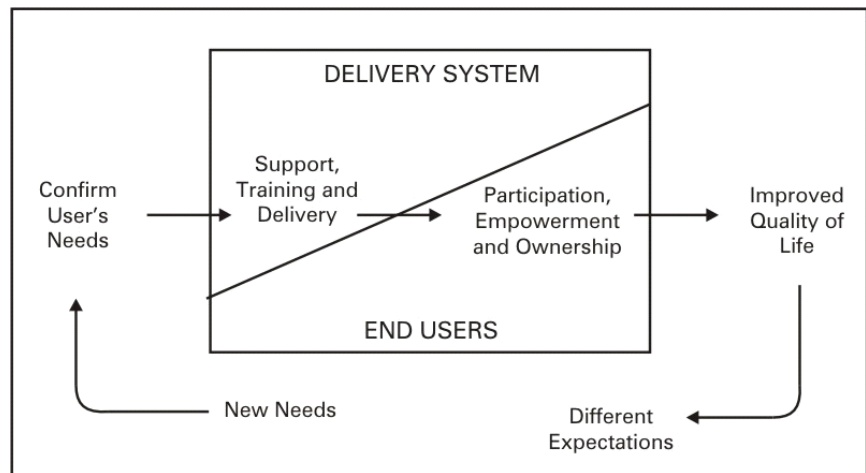 DELIVERY SYSTEM
Confirm
User's
Needs
Support,
Training and
Delivery
Participation,
Empowerment
and Ownership
Improved
Quality of
Life
END USERS
New Needs
Different
Expectations